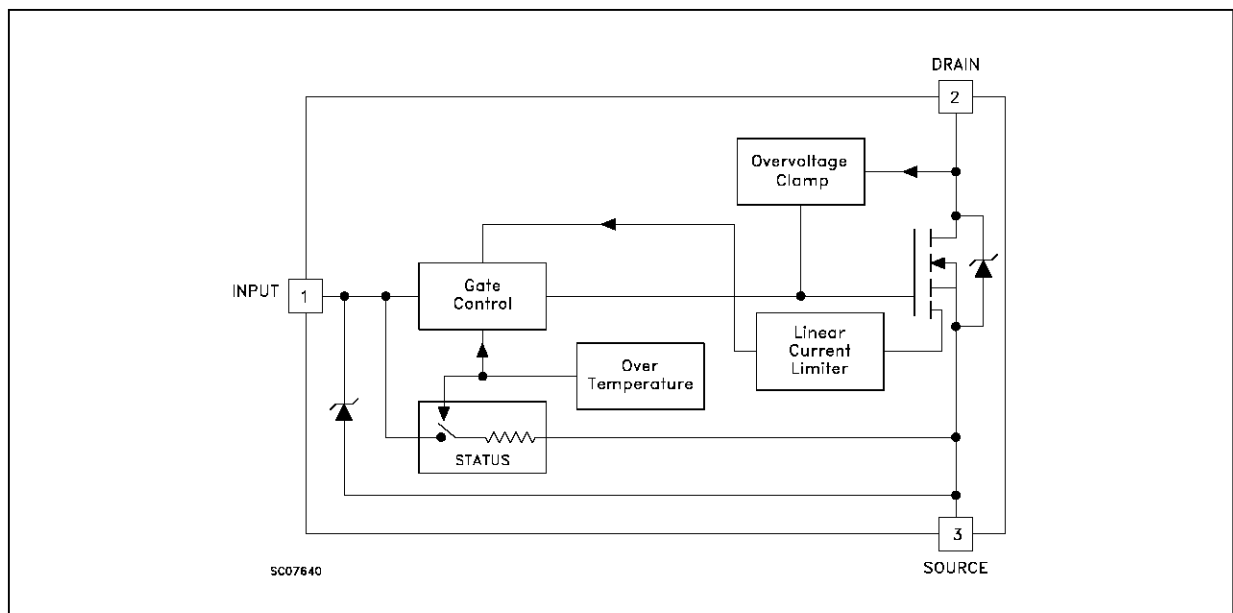 DRAIN
2
Overvoltage
Clamp
INPUT
1
Gate
Control
Linear
Current
Limiter
Over
Temperature
STATUS
3
SOURCE
SC07640